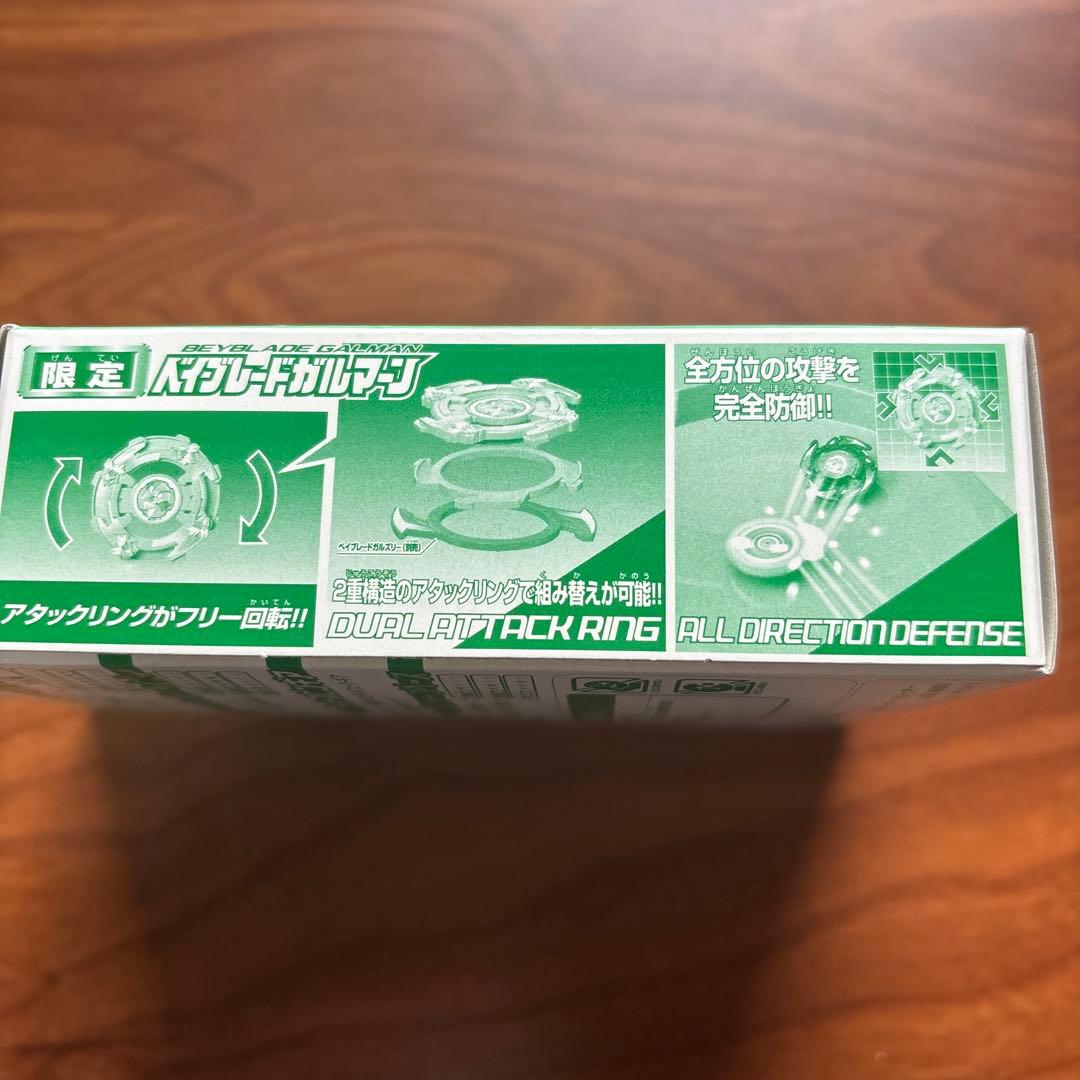 げんてい
限定
BEYBLADE GALMAN
ベイブレードガルマーン
かいてん
アタックリングがフリー回転!!
ベイブレードガルズリー(別売)
じゅうこうぞう く か かのう
2重構造のアタックリングで組み替えが可能!!
DUAL ATTACK RING
ぜんほうい こうげき
全方位の攻撃を
かんぜんぼうぎょ
完全防御!!
ALL DIRECTION DEFENSE